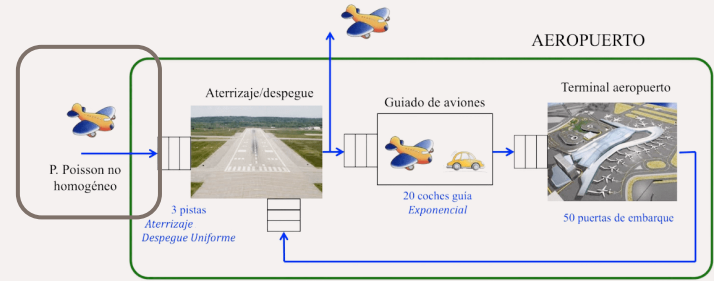 AEROPUERTO
Aterrizaje/despegue
Guiado de aviones
Terminal aeropuerto
P. Poisson no
homogéneo
3 pistas
Aterrizaje
Despegue Uniforme
20 coches guia
Exponencial
50 puertas de embarque